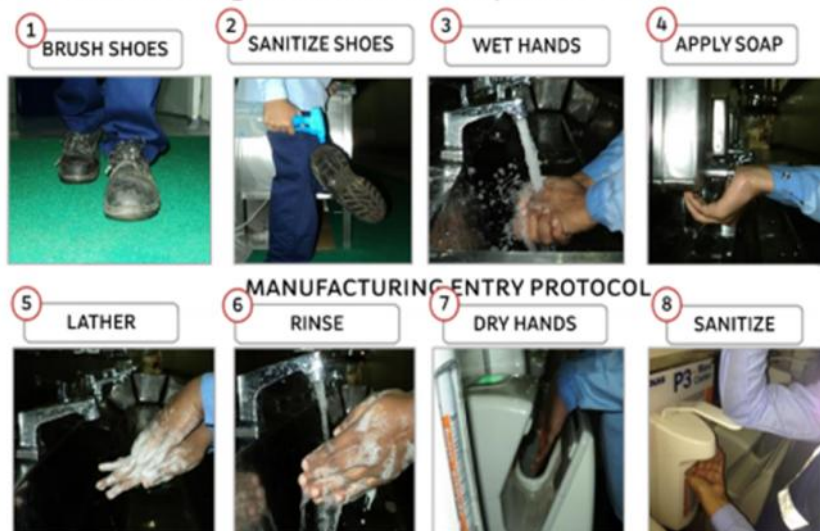 1
BRUSH SHOES
2
SANITIZE SHOES
3
WET HANDS
4
APPLY SOAP
MANUFACTURING ENTRY PROTOCOL
5
LATHER
6
RINSE
7
DRY HANDS
8
SANITIZE
P3